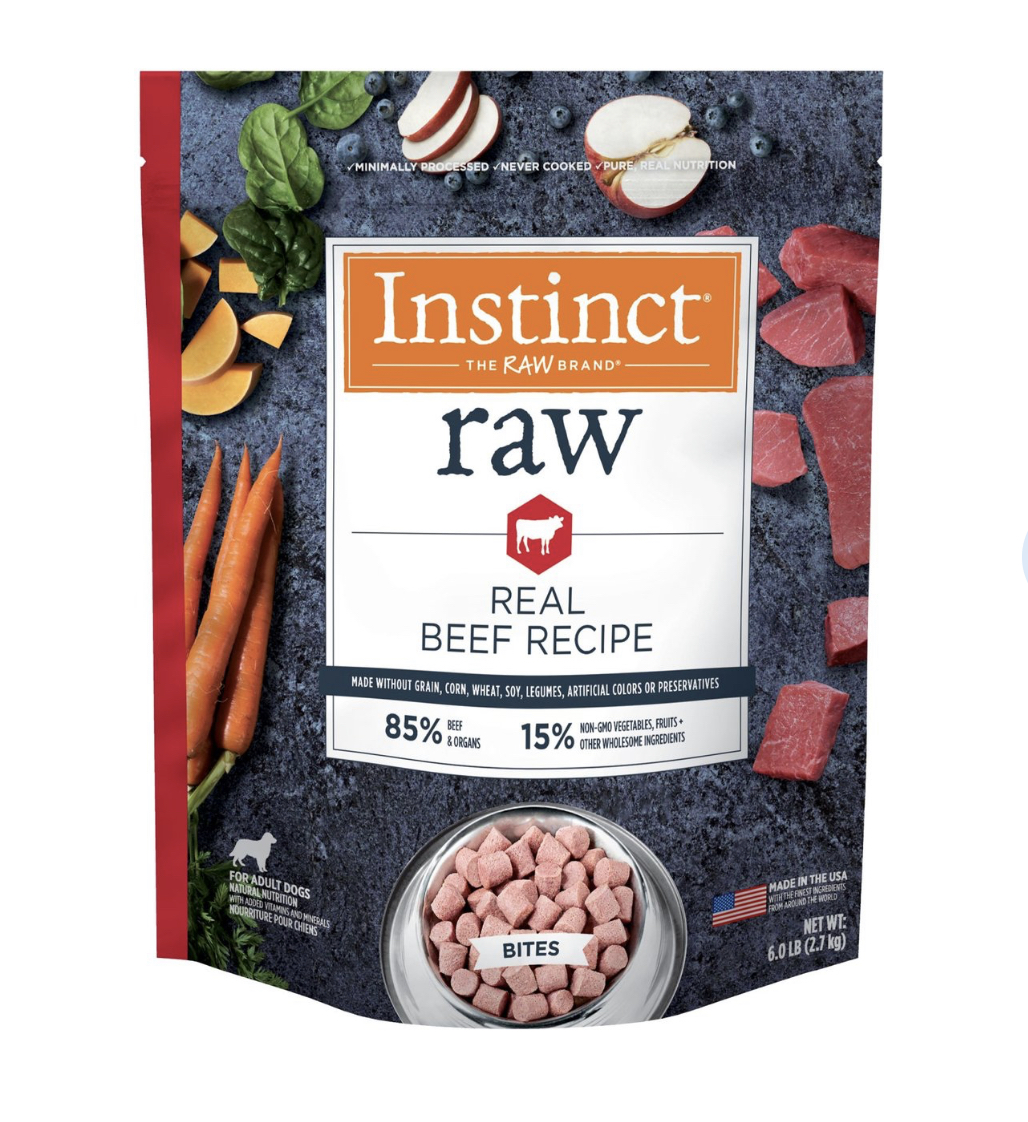 ✓MINIMALLY PROCESSED ✓NEVER COOKED ✓PURE, REAL NUTRITION
Instinct®
THE RAW BRAND®
raw
REAL
BEEF RECIPE
MADE WITHOUT GRAIN, CORN, WHEAT, SOY, LEGUMES, ARTIFICIAL COLORS OR PRESERVATIVES
85% BEEF
& ORGANS
15% NON-GMO VEGETABLES, FRUITS +
OTHER WHOLESOME INGREDIENTS
FOR ADULT DOGS
NATURAL NUTRITION
WITH ADDED VITAMINS AND MINERALS
NOURRITURE POUR CHIENS
BITES
MADE IN THE USA
WITH THE FINEST INGREDIENTS
FROM AROUND THE WORLD
NET WT:
6.0 LB (2.7 kg)